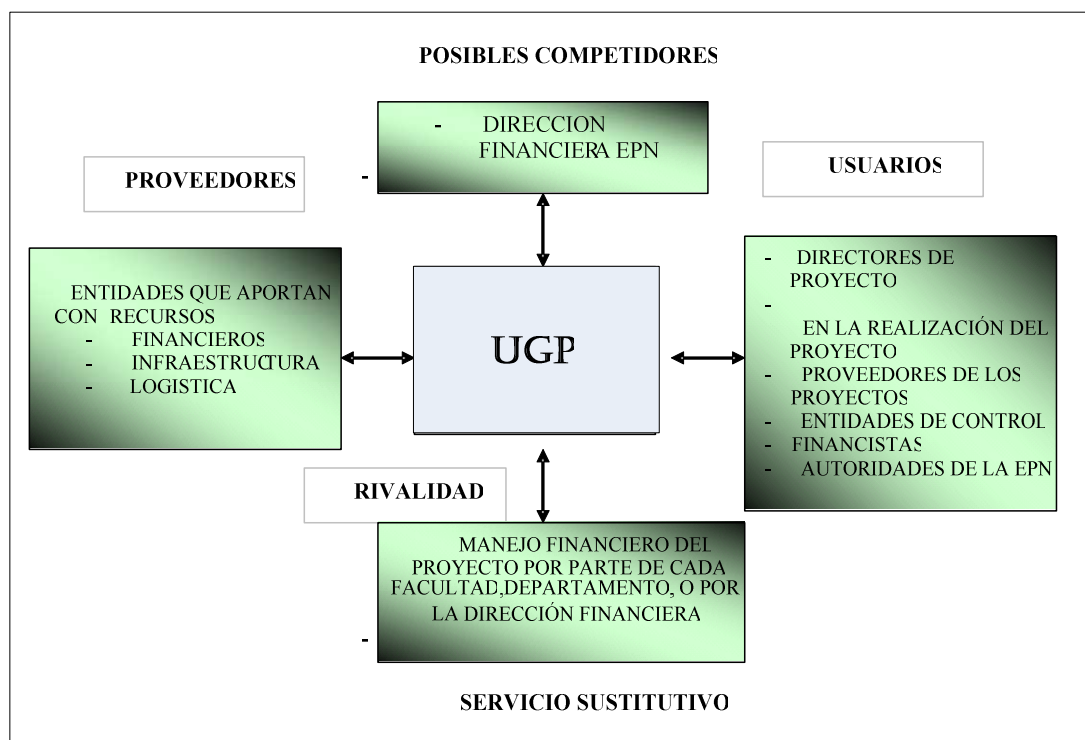 POSIBLES COMPETIDORES
- DIRECCION
FINANCIERA EPN
-
PROVEEDORES
USUARIOS
ENTIDADES QUE APORTAN
CON RECURSOS
- FINANCIEROS
- INFRAESTRUCTURA
- LOGISTICA
UGP
- DIRECTORES DE
PROYECTO
-
EN LA REALIZACIÓN DEL
PROYECTO
- PROVEEDORES DE LOS
PROYECTOS
- ENTIDADES DE CONTROL
- FINANCISTAS
- AUTORIDADES DE LA EPN
RIVALIDAD
MANEJO FINANCIERO DEL
PROYECTO POR PARTE DE CADA
FACULTAD,DEPARTAMENTO, O POR
LA DIRECCIÓN FINANCIERA
-
SERVICIO SUSTITUTIVO